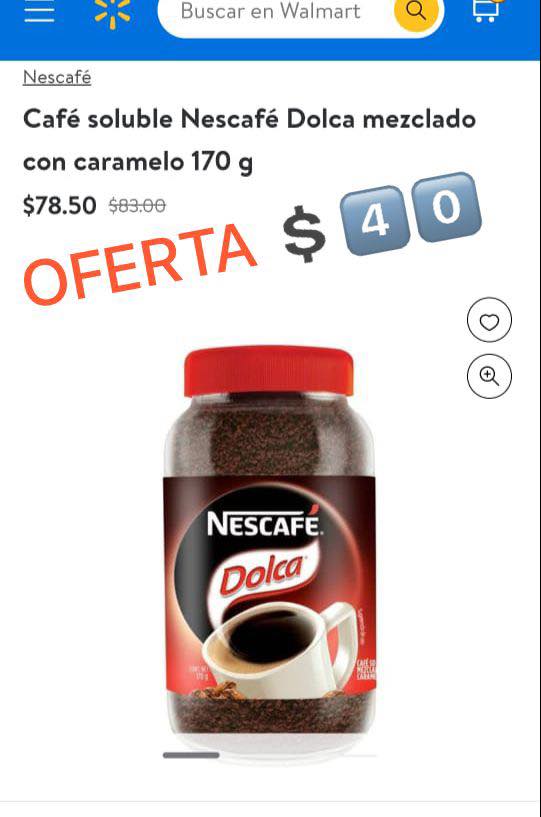 Buscar en Walmart
Nescafé
Café soluble Nescafé Dolca mezclado
con caramelo 170 g
$78.50 $83.00
OFERTA $ 4 0
NESCAFÉ
Dolca
170 g